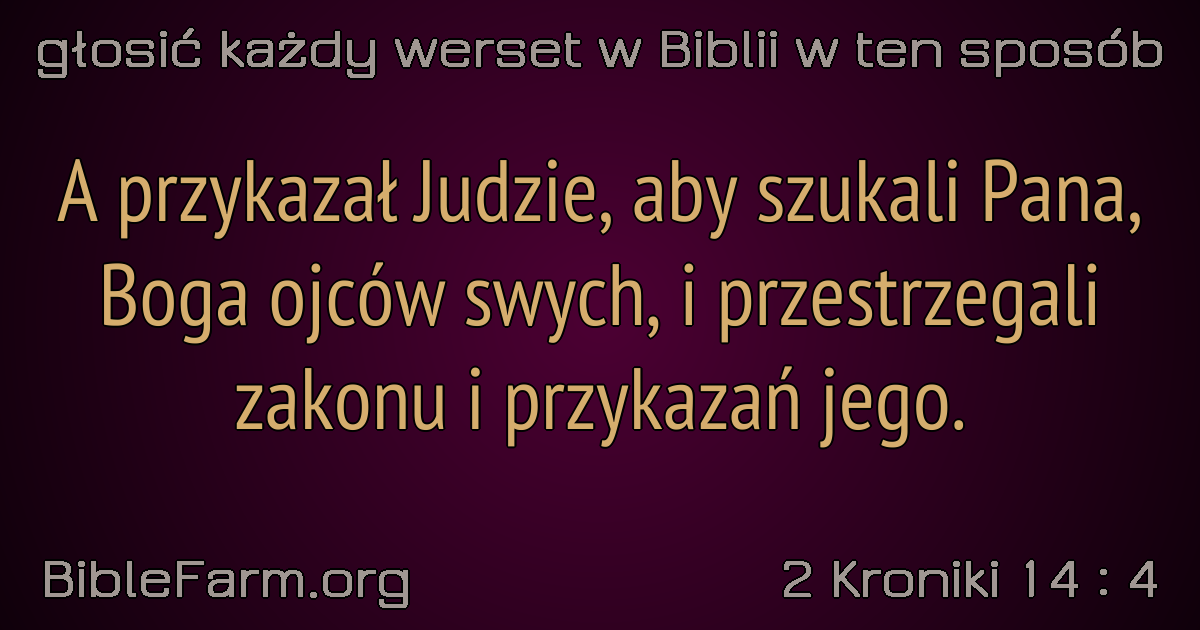 głosić każdy werset w Biblii w ten sposób
A przykazał Judzie, aby szukali Pana,
Boga ojców swych, i przestrzegali
zakonu i przykazań jego.
BibleFarm.org
2 Kroniki 14 : 4